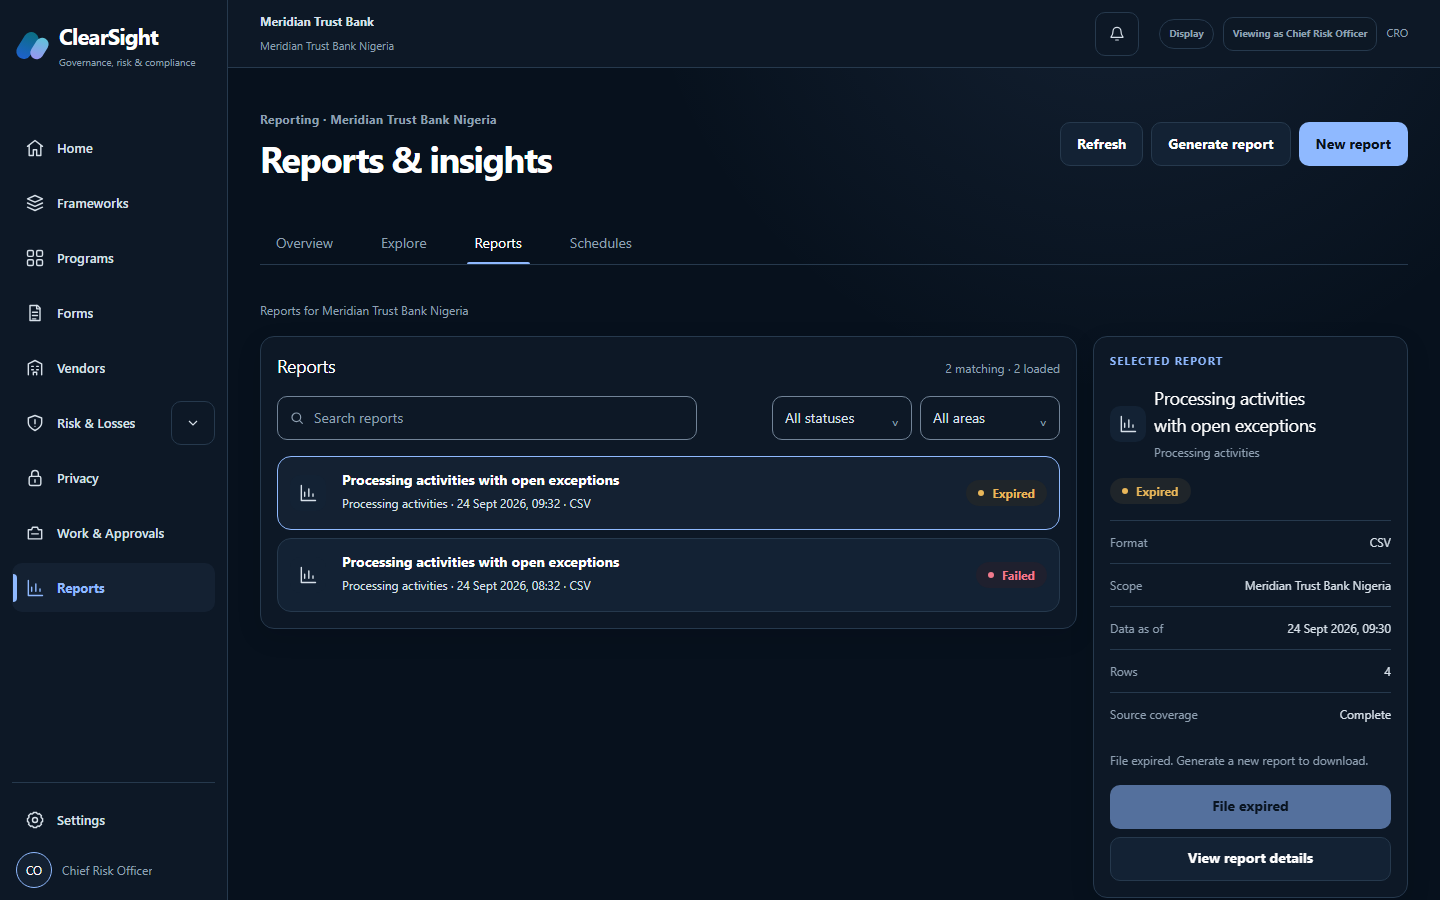 ClearSight
Governance, risk & compliance
Home
Frameworks
Programs
Forms
Vendors
Risk & Losses
Privacy
Work & Approvals
Reports
Settings
CO
Chief Risk Officer
Meridian Trust Bank
Meridian Trust Bank Nigeria
Display
Viewing as Chief Risk Officer
CRO
Reporting · Meridian Trust Bank Nigeria
Reports & insights
Refresh
Generate report
New report
Overview
Explore
Reports
Schedules
Reports for Meridian Trust Bank Nigeria
Reports
2 matching · 2 loaded
Search reports
All statuses
All areas
Processing activities with open exceptions
Processing activities · 24 Sept 2026, 09:32 · CSV
Expired
Processing activities with open exceptions
Processing activities · 24 Sept 2026, 08:32 · CSV
Failed
SELECTED REPORT
Processing activities
with open exceptions
Processing activities
Expired
Format
CSV
Scope
Meridian Trust Bank Nigeria
Data as of
24 Sept 2026, 09:30
Rows
4
Source coverage
Complete
File expired. Generate a new report to download.
File expired
View report details